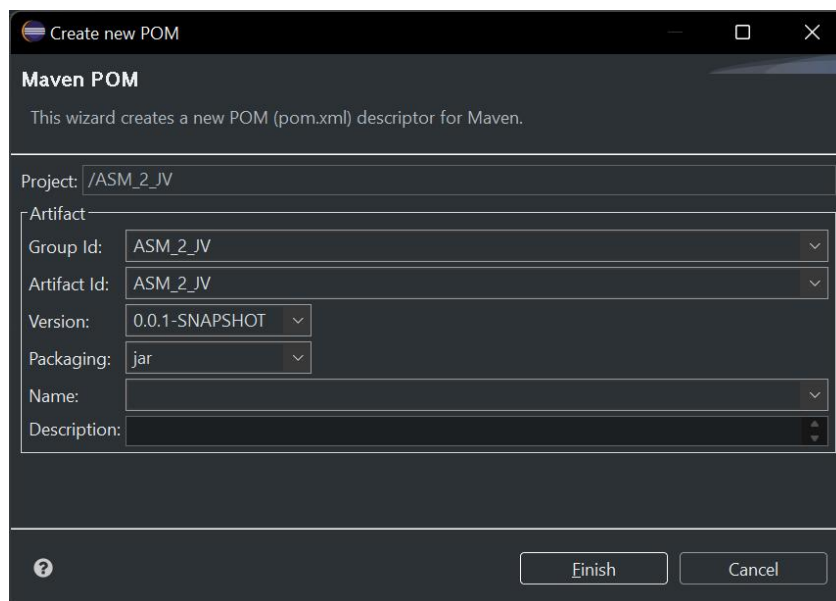 Create new POM
Maven POM
This wizard creates a new POM (pom.xml) descriptor for Maven.
Project: /ASM_2_JV
Artifact
Group Id: ASM_2_JV
Artifact Id: ASM_2_JV
Version: 0.0.1-SNAPSHOT
Packaging: jar
Name:
Description:
Finish Cancel